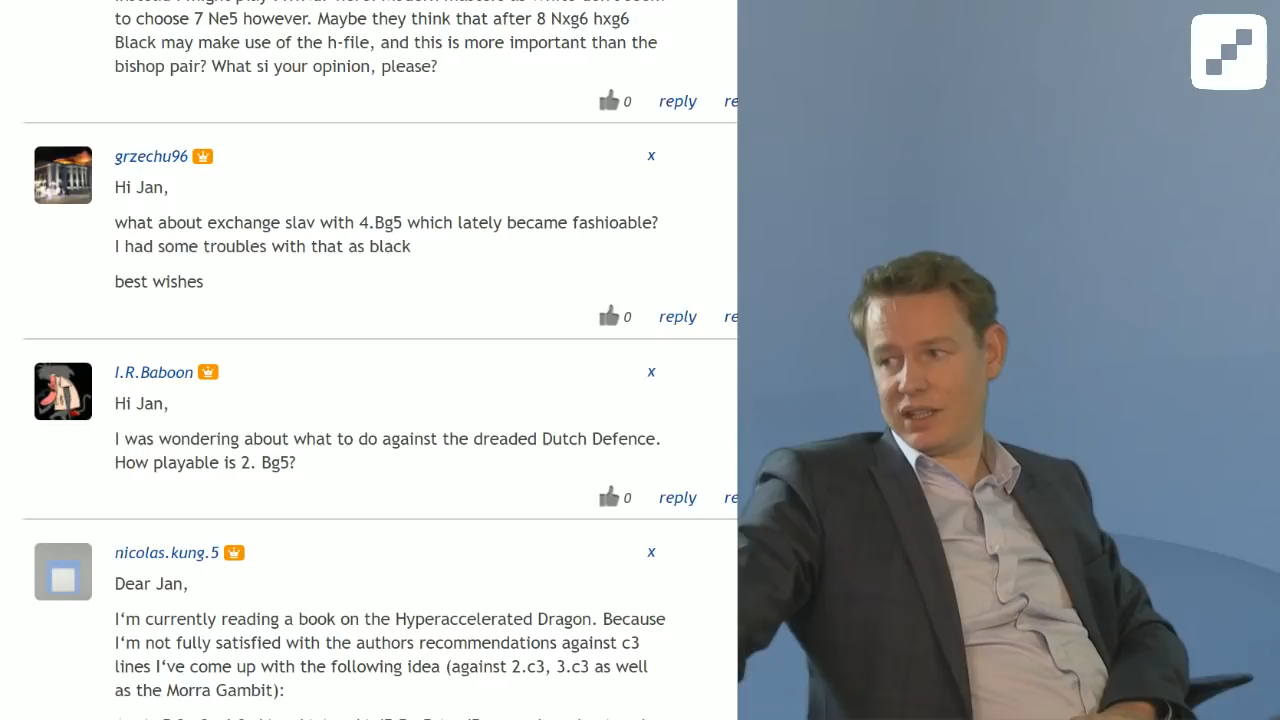 to choose 7 Ne5 however. Maybe they think that after 8 Nxg6 hxg6
Black may make use of the h-file, and this is more important than the
bishop pair? What si your opinion, please?
0 reply re
grzechu96 x
Hi Jan,
what about exchange slav with 4.Bg5 which lately became fashioable?
I had some troubles with that as black
best wishes
0 reply re
I.R.Baboon x
Hi Jan,
I was wondering about what to do against the dreaded Dutch Defence.
How playable is 2. Bg5?
0 reply re
nicolas.kung.5 x
Dear Jan,
I'm currently reading a book on the Hyperaccelerated Dragon. Because
I'm not fully satisfied with the authors recommendations against c3
lines I've come up with the following idea (against 2.c3, 3.c3 as well
as the Morra Gambit):